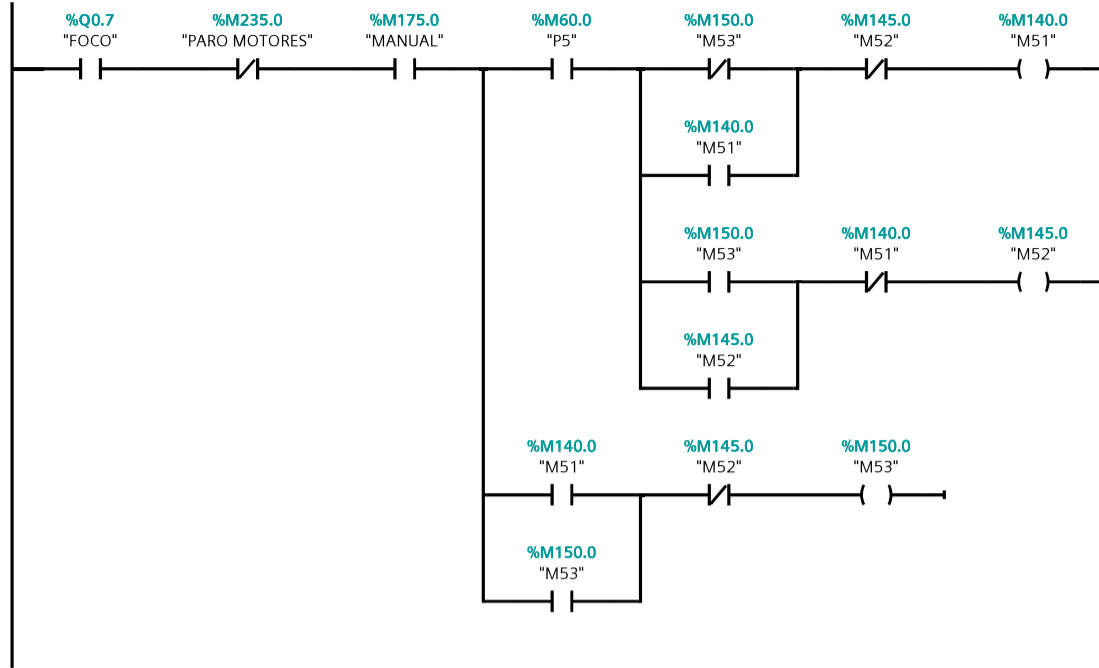 %Q0.7 %M235.0 %M175.0 %M60.0 %M150.0 %M145.0 %M140.0
"FOCO" "PARO MOTORES" "MANUAL" "P5" "M53" "M52" "M51"
%M140.0
"M51"
%M150.0 %M140.0 %M145.0
"M53" "M51" "M52"
%M145.0
"M52"
%M140.0 %M145.0 %M150.0
"M51" "M52" "M53"
%M150.0
"M53"